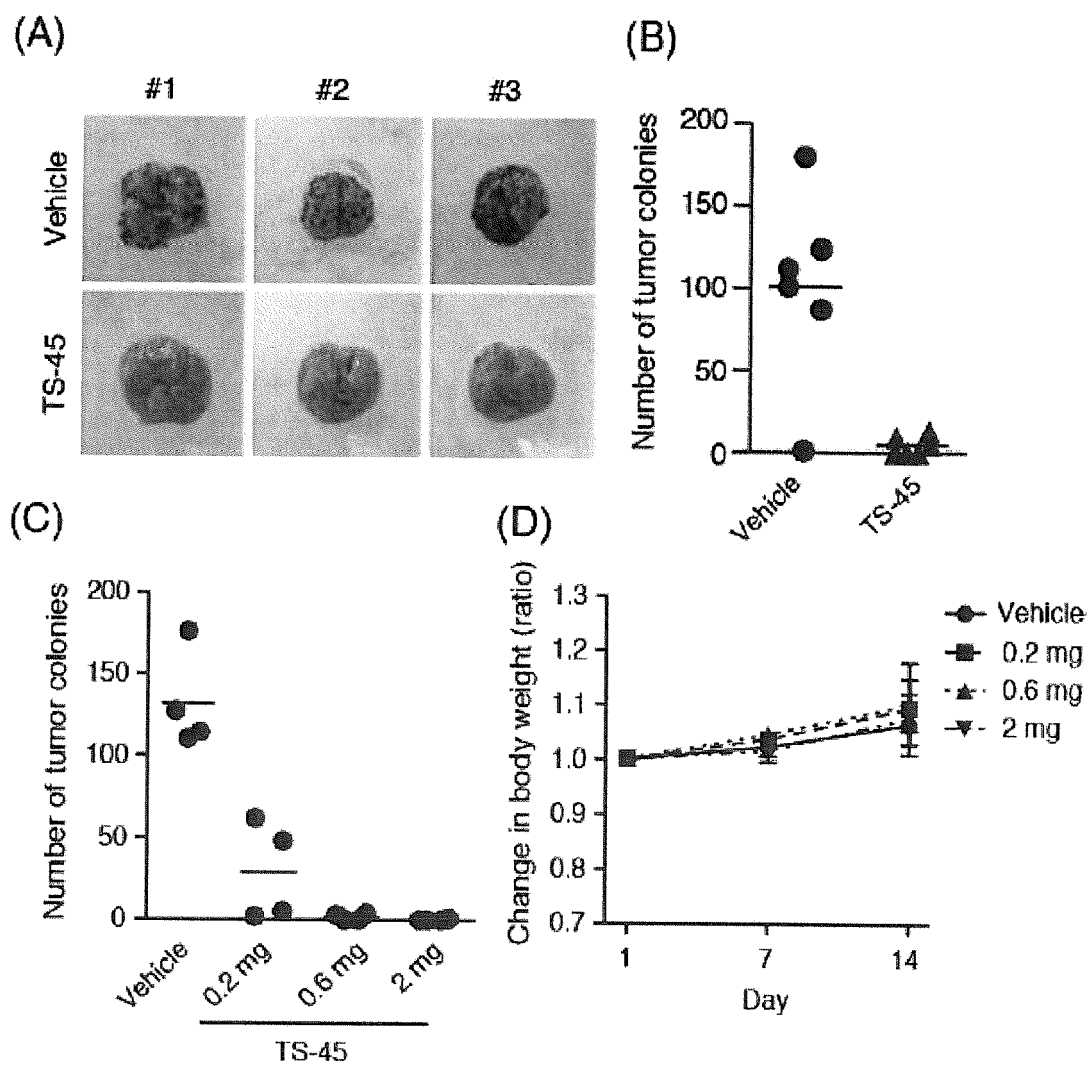 (A)
#1 #2 #3
Vehicle
TS-45
(B)
Number of tumor colonies
200
150
100
50
0
Vehicle
TS-45
(C)
Number of tumor colonies
200
150
100
50
0
Vehicle
0.2 mg
0.6 mg
2 mg
TS-45
(D)
Change in body weight (ratio)
1.3
1.2
1.1
1.0
0.9
0.8
0.7
1 7 14
Day
Vehicle
0.2 mg
0.6 mg
2 mg